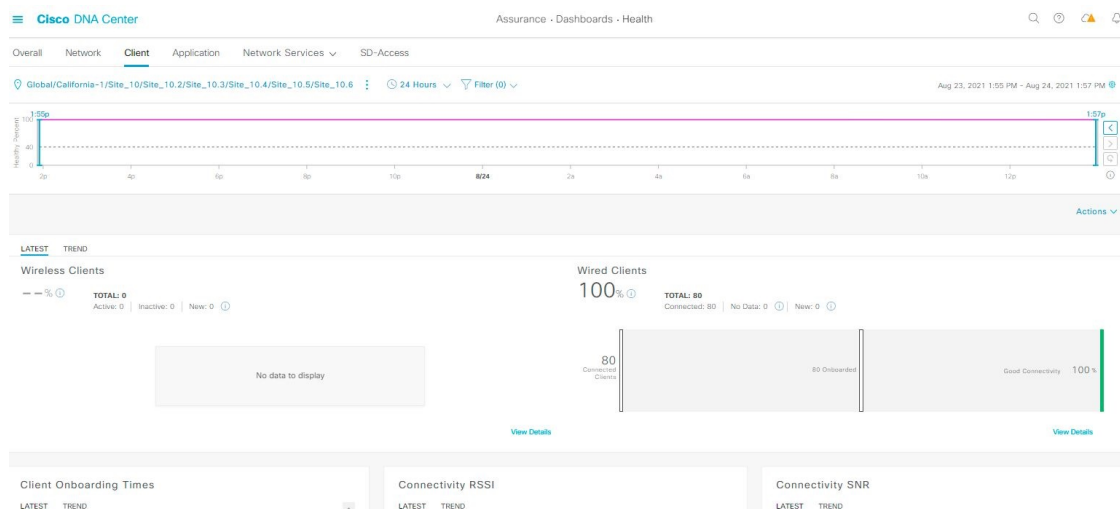 Cisco DNA Center
Assurance · Dashboards · Health
Overall Network Client Application Network Services SD-Access
Global/California-1/Site_10/Site_10.2/Site_10.3/Site_10.4/Site_10.5/Site_10.6 24 Hours Filter (0)
Aug 23, 2021 1:55 PM - Aug 24, 2021 1:57 PM
1:55p 1:57p
Healthy Percent
100
40
0
2p 4p 6p 8p 10p 8/24 2a 4a 6a 8a 10a 12p
Actions
LATEST TREND
Wireless Clients
--%
TOTAL: 0
Active: 0 | Inactive: 0 | New: 0
No data to display
View Details
Wired Clients
100%
TOTAL: 80
Connected: 80 | No Data: 0 | New: 0
80
Connected
Clients
80 Onboarded
Good Connectivity 100 %
View Details
Client Onboarding Times
LATEST TREND
Connectivity RSSI
LATEST TREND
Connectivity SNR
LATEST TREND